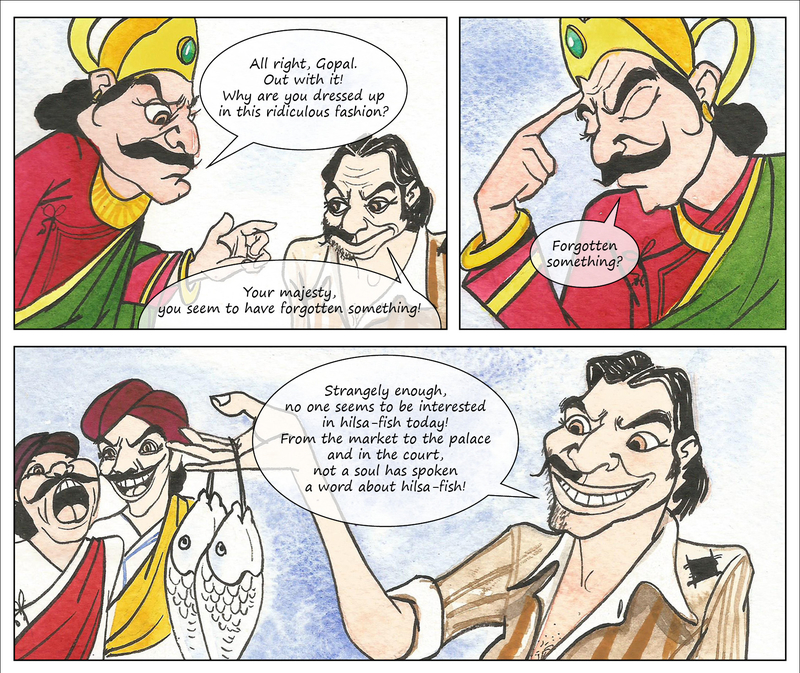 All right, Gopal.
Out with it!
Why are you dressed up
in this ridiculous fashion?
Your majesty,
you seem to have forgotten something!
Forgotten
something?
Strangely enough,
no one seems to be interested
in hilsa-fish today!
From the market to the palace
and in the court,
not a soul has spoken
a word about hilsa-fish!